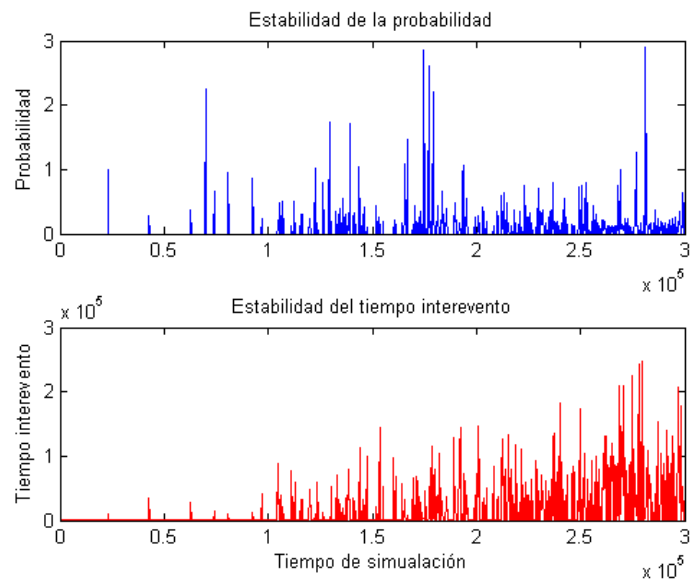 Estabilidad de la probabilidad
3
2
1
0
Probabilidad
0 0.5 1 1.5 2 2.5 3
x 10^5
x 10^5
Estabilidad del tiempo interevento
3
2
1
0
Tiempo interevento
0 0.5 1 1.5 2 2.5 3
Tiempo de simualación
x 10^5